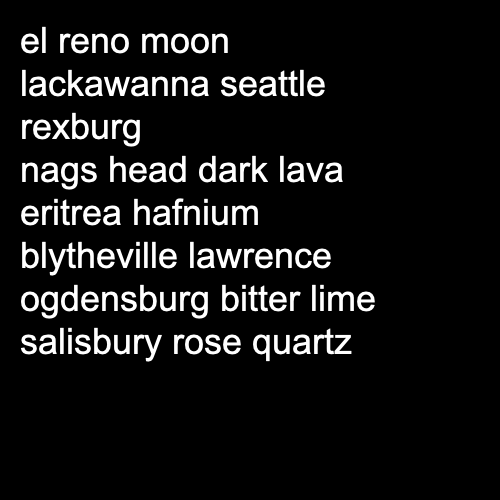 el reno moon
lackawanna seattle
rexburg
nags head dark lava
eritrea hafnium
blytheville lawrence
ogdensburg bitter lime
salisbury rose quartz